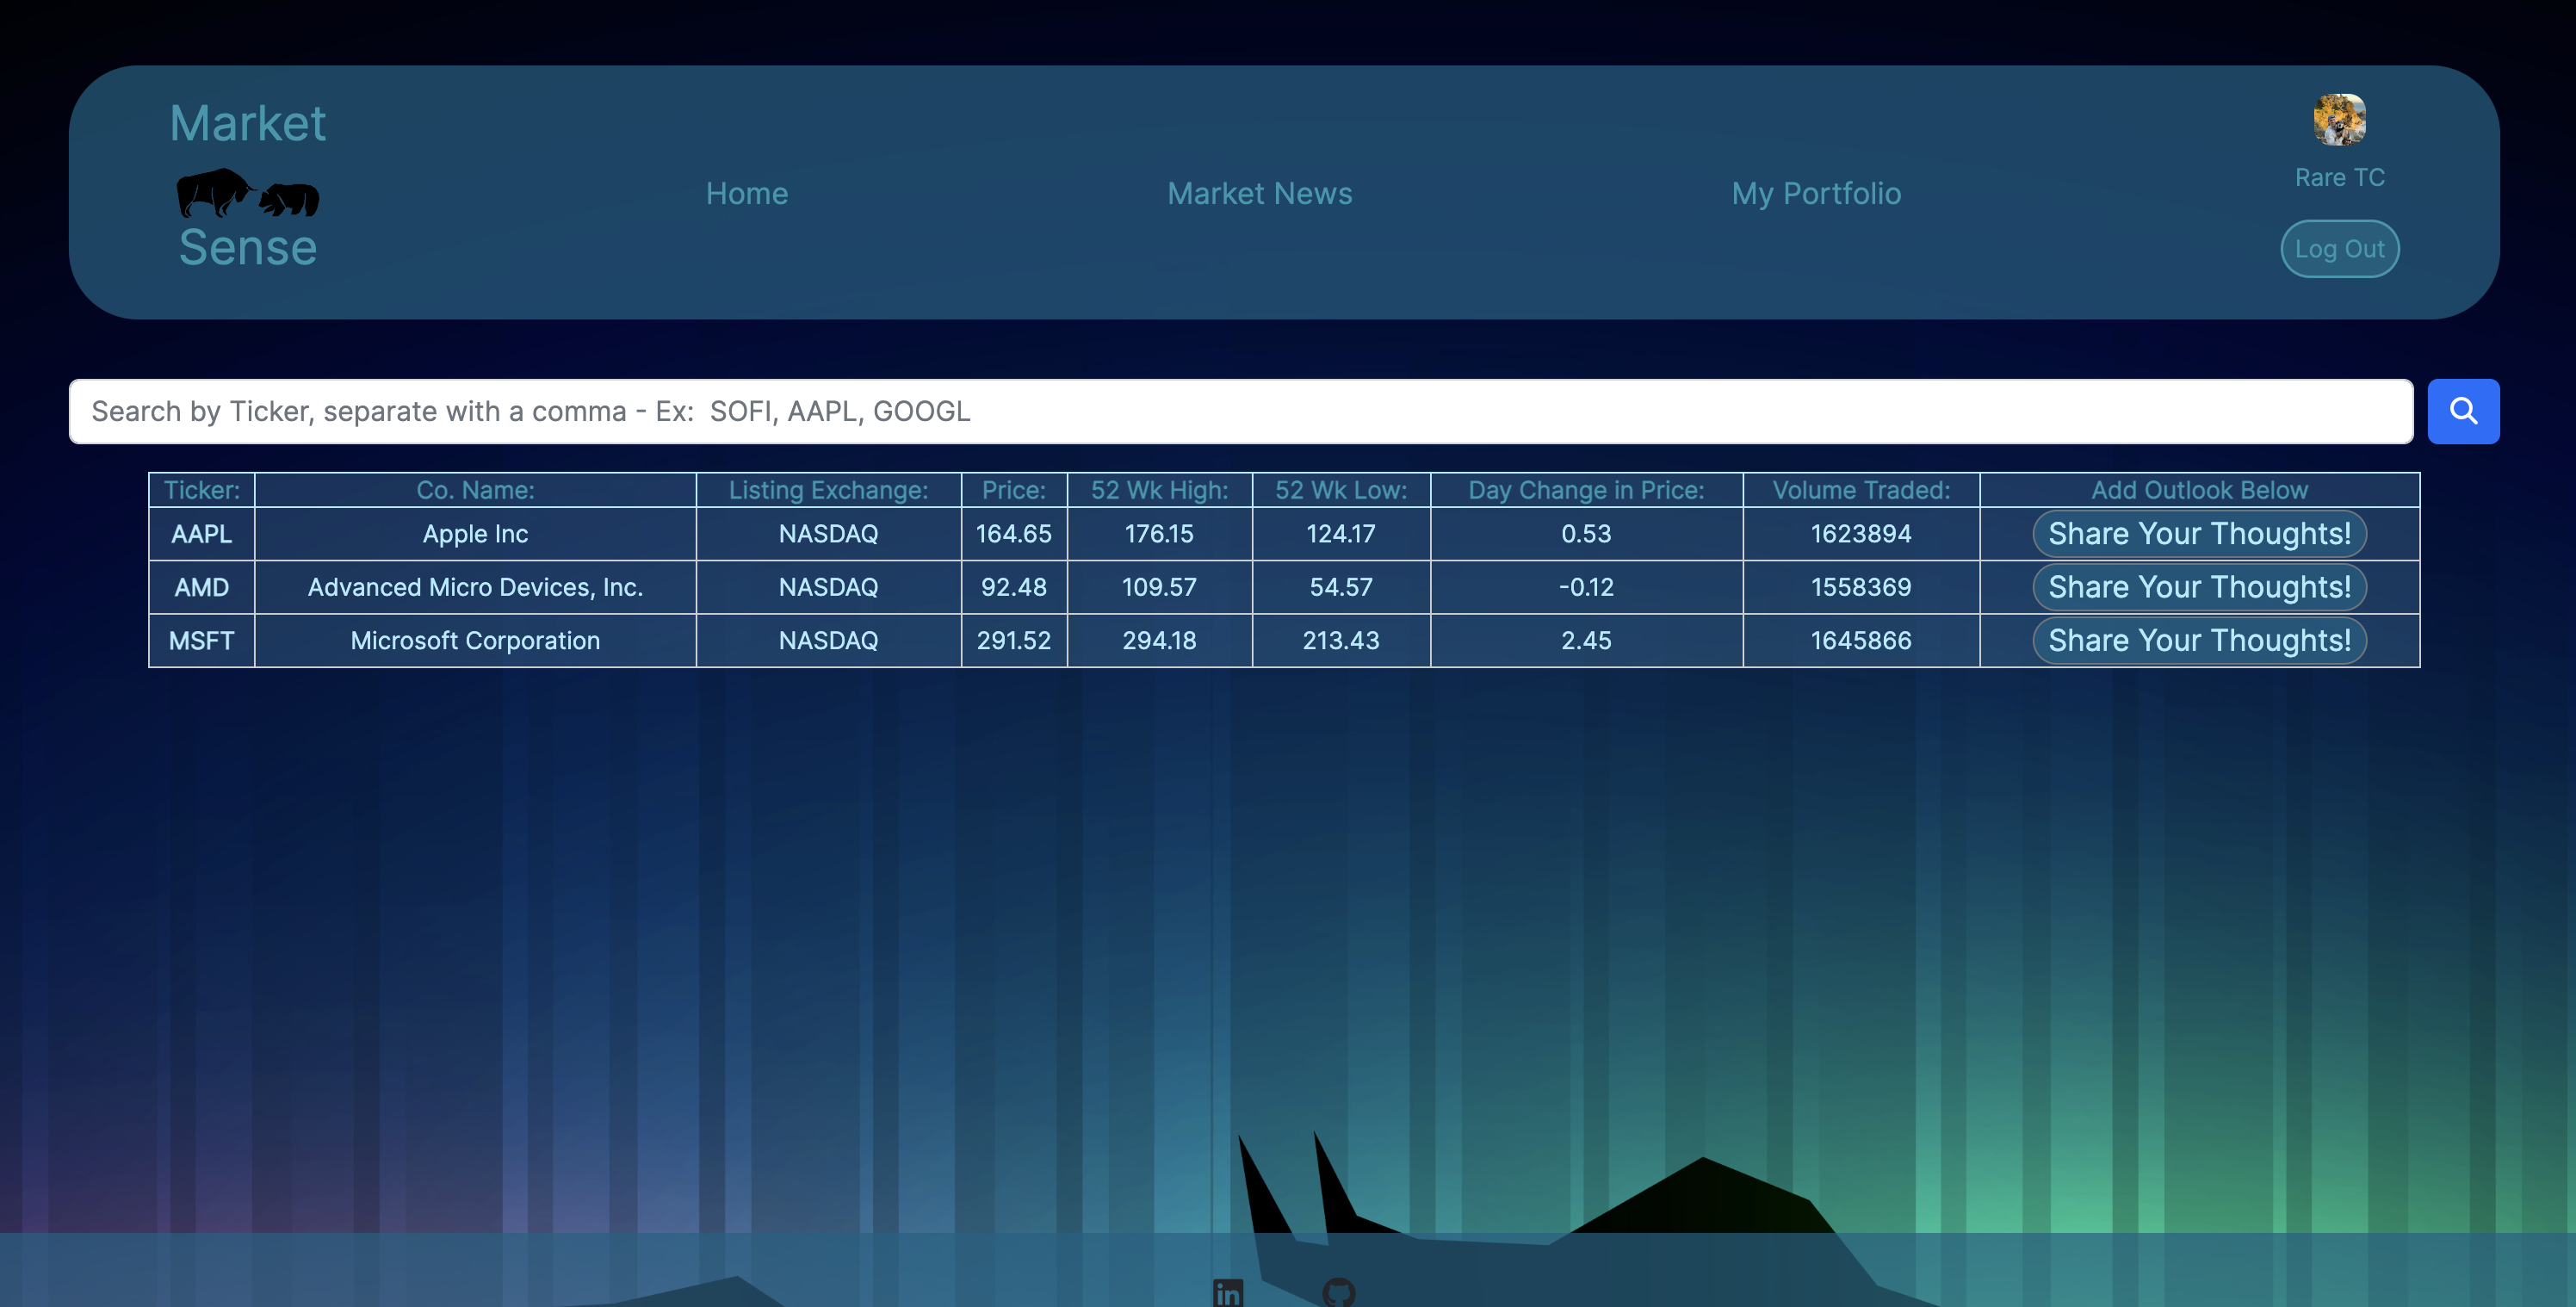 Market
Sense
Home Market News My Portfolio
Rare TC
Log Out
Search by Ticker, separate with a comma - Ex: SOFI, AAPL, GOOGL
Ticker: Co. Name: Listing Exchange: Price: 52 Wk High: 52 Wk Low: Day Change in Price: Volume Traded: Add Outlook Below
AAPL Apple Inc NASDAQ 164.65 176.15 124.17 0.53 1623894 Share Your Thoughts!
AMD Advanced Micro Devices, Inc. NASDAQ 92.48 109.57 54.57 -0.12 1558369 Share Your Thoughts!
MSFT Microsoft Corporation NASDAQ 291.52 294.18 213.43 2.45 1645866 Share Your Thoughts!
in